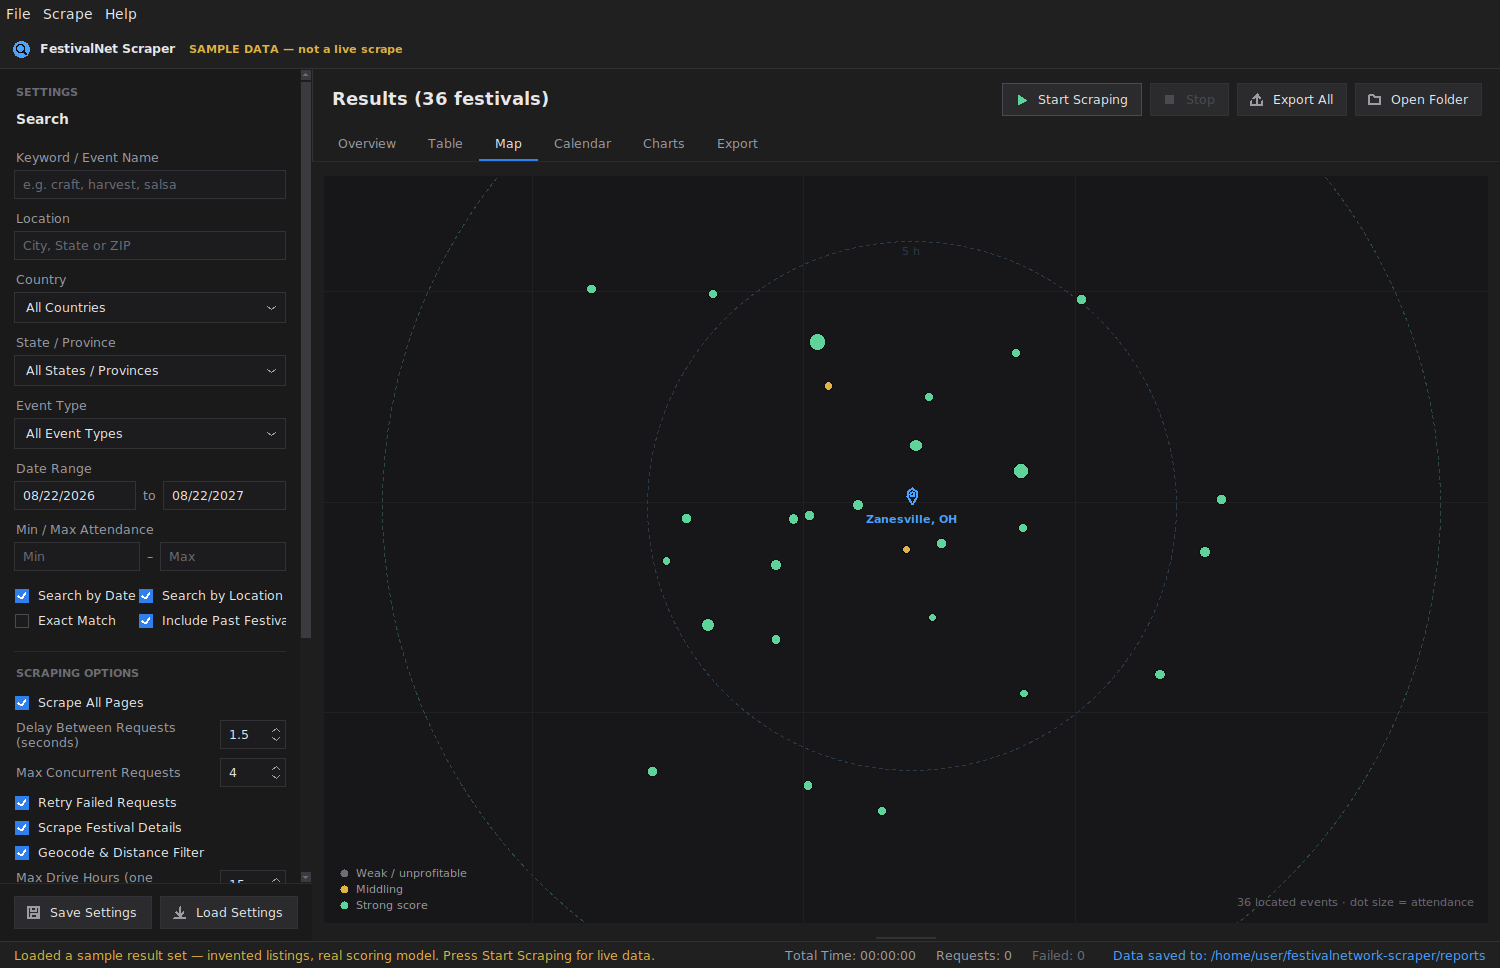 File Scrape Help
FestivalNet Scraper SAMPLE DATA — not a live scrape
SETTINGS
Search
Keyword / Event Name
e.g. craft, harvest, salsa
Location
City, State or ZIP
Country
All Countries
State / Province
All States / Provinces
Event Type
All Event Types
Date Range
08/22/2026 to 08/22/2027
Min / Max Attendance
Min – Max
Search by Date Search by Location
Exact Match Include Past Festiva
SCRAPING OPTIONS
Scrape All Pages
Delay Between Requests
(seconds)
1.5
Max Concurrent Requests 4
Retry Failed Requests
Scrape Festival Details
Geocode & Distance Filter
Max Drive Hours (one 15
Save Settings Load Settings
Results (36 festivals)
Start Scraping Stop Export All Open Folder
Overview Table Map Calendar Charts Export
5 h
Zanesville, OH
Weak / unprofitable
Middling
Strong score
36 located events · dot size = attendance
Loaded a sample result set — invented listings, real scoring model. Press Start Scraping for live data. Total Time: 00:00:00 Requests: 0 Failed: 0 Data saved to: /home/user/festivalnetwork-scraper/reports